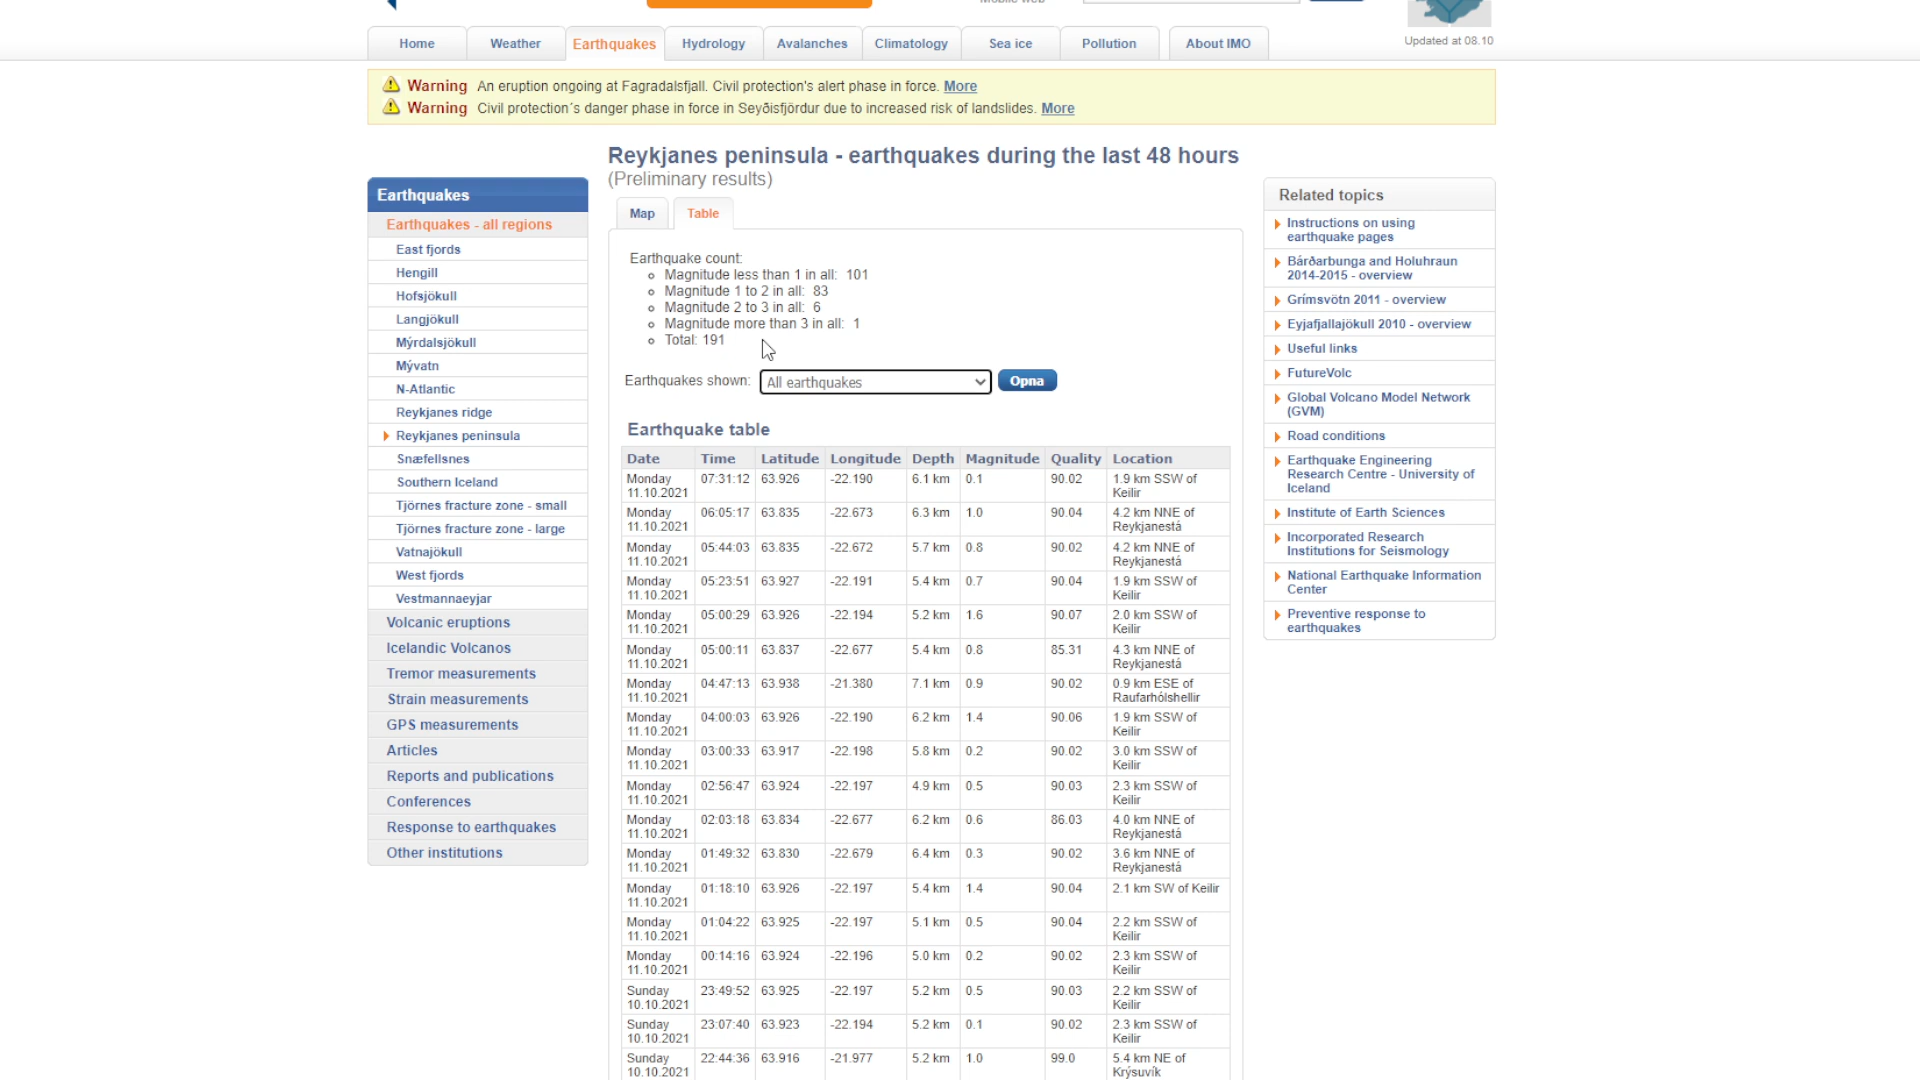 Mobile web
Home Weather Earthquakes Hydrology Avalanches Climatology Sea ice Pollution About IMO
Updated at 08.10
Warning An eruption ongoing at Fagradalsfjall. Civil protection's alert phase in force. More
Warning Civil protection´s danger phase in force in Seyðisfjördur due to increased risk of landslides. More
Earthquakes
Earthquakes - all regions
East fjords
Hengill
Hofsjökull
Langjökull
Mýrdalsjökull
Mývatn
N-Atlantic
Reykjanes ridge
Reykjanes peninsula
Snæfellsnes
Southern Iceland
Tjörnes fracture zone - small
Tjörnes fracture zone - large
Vatnajökull
West fjords
Vestmannaeyjar
Volcanic eruptions
Icelandic Volcanos
Tremor measurements
Strain measurements
GPS measurements
Articles
Reports and publications
Conferences
Response to earthquakes
Other institutions
Reykjanes peninsula - earthquakes during the last 48 hours
(Preliminary results)
Map Table
Earthquake count:
Magnitude less than 1 in all: 101
Magnitude 1 to 2 in all: 83
Magnitude 2 to 3 in all: 6
Magnitude more than 3 in all: 1
Total: 191
Earthquakes shown: All earthquakes Opna
Earthquake table
Date Time Latitude Longitude Depth Magnitude Quality Location
Monday 07:31:12 63.926 -22.190 6.1 km 0.1 90.02 1.9 km SSW of
11.10.2021 Keilir
Monday 06:05:17 63.835 -22.673 6.3 km 1.0 90.04 4.2 km NNE of
11.10.2021 Reykjanestá
Monday 05:44:03 63.835 -22.672 5.7 km 0.8 90.02 4.2 km NNE of
11.10.2021 Reykjanestá
Monday 05:23:51 63.927 -22.191 5.4 km 0.7 90.04 1.9 km SSW of
11.10.2021 Keilir
Monday 05:00:29 63.926 -22.194 5.2 km 1.6 90.07 2.0 km SSW of
11.10.2021 Keilir
Monday 05:00:11 63.837 -22.677 5.4 km 0.8 85.31 4.3 km NNE of
11.10.2021 Reykjanestá
Monday 04:47:13 63.938 -21.380 7.1 km 0.9 90.02 0.9 km ESE of
11.10.2021 Raufarhólshellir
Monday 04:00:03 63.926 -22.190 6.2 km 1.4 90.06 1.9 km SSW of
11.10.2021 Keilir
Monday 03:00:33 63.917 -22.198 5.8 km 0.2 90.02 3.0 km SSW of
11.10.2021 Keilir
Monday 02:56:47 63.924 -22.197 4.9 km 0.5 90.03 2.3 km SSW of
11.10.2021 Keilir
Monday 02:03:18 63.834 -22.677 6.2 km 0.6 86.03 4.0 km NNE of
11.10.2021 Reykjanestá
Monday 01:49:32 63.830 -22.679 6.4 km 0.3 90.02 3.6 km NNE of
11.10.2021 Reykjanestá
Monday 01:18:10 63.926 -22.197 5.4 km 1.4 90.04 2.1 km SW of Keilir
11.10.2021
Monday 01:04:22 63.925 -22.197 5.1 km 0.5 90.04 2.2 km SSW of
11.10.2021 Keilir
Monday 00:14:16 63.924 -22.196 5.0 km 0.2 90.02 2.3 km SSW of
11.10.2021 Keilir
Sunday 23:49:52 63.925 -22.197 5.2 km 0.5 90.03 2.2 km SSW of
10.10.2021 Keilir
Sunday 23:07:40 63.923 -22.194 5.2 km 0.1 90.02 2.3 km SSW of
10.10.2021 Keilir
Sunday 22:44:36 63.916 -21.977 5.2 km 1.0 99.0 5.4 km NE of
10.10.2021 Krýsuvík
Related topics
Instructions on using
earthquake pages
Bárðarbunga and Holuhraun
2014-2015 - overview
Grímsvötn 2011 - overview
Eyjafjallajökull 2010 - overview
Useful links
FutureVolc
Global Volcano Model Network
(GVM)
Road conditions
Earthquake Engineering
Research Centre - University of
Iceland
Institute of Earth Sciences
Incorporated Research
Institutions for Seismology
National Earthquake Information
Center
Preventive response to
earthquakes